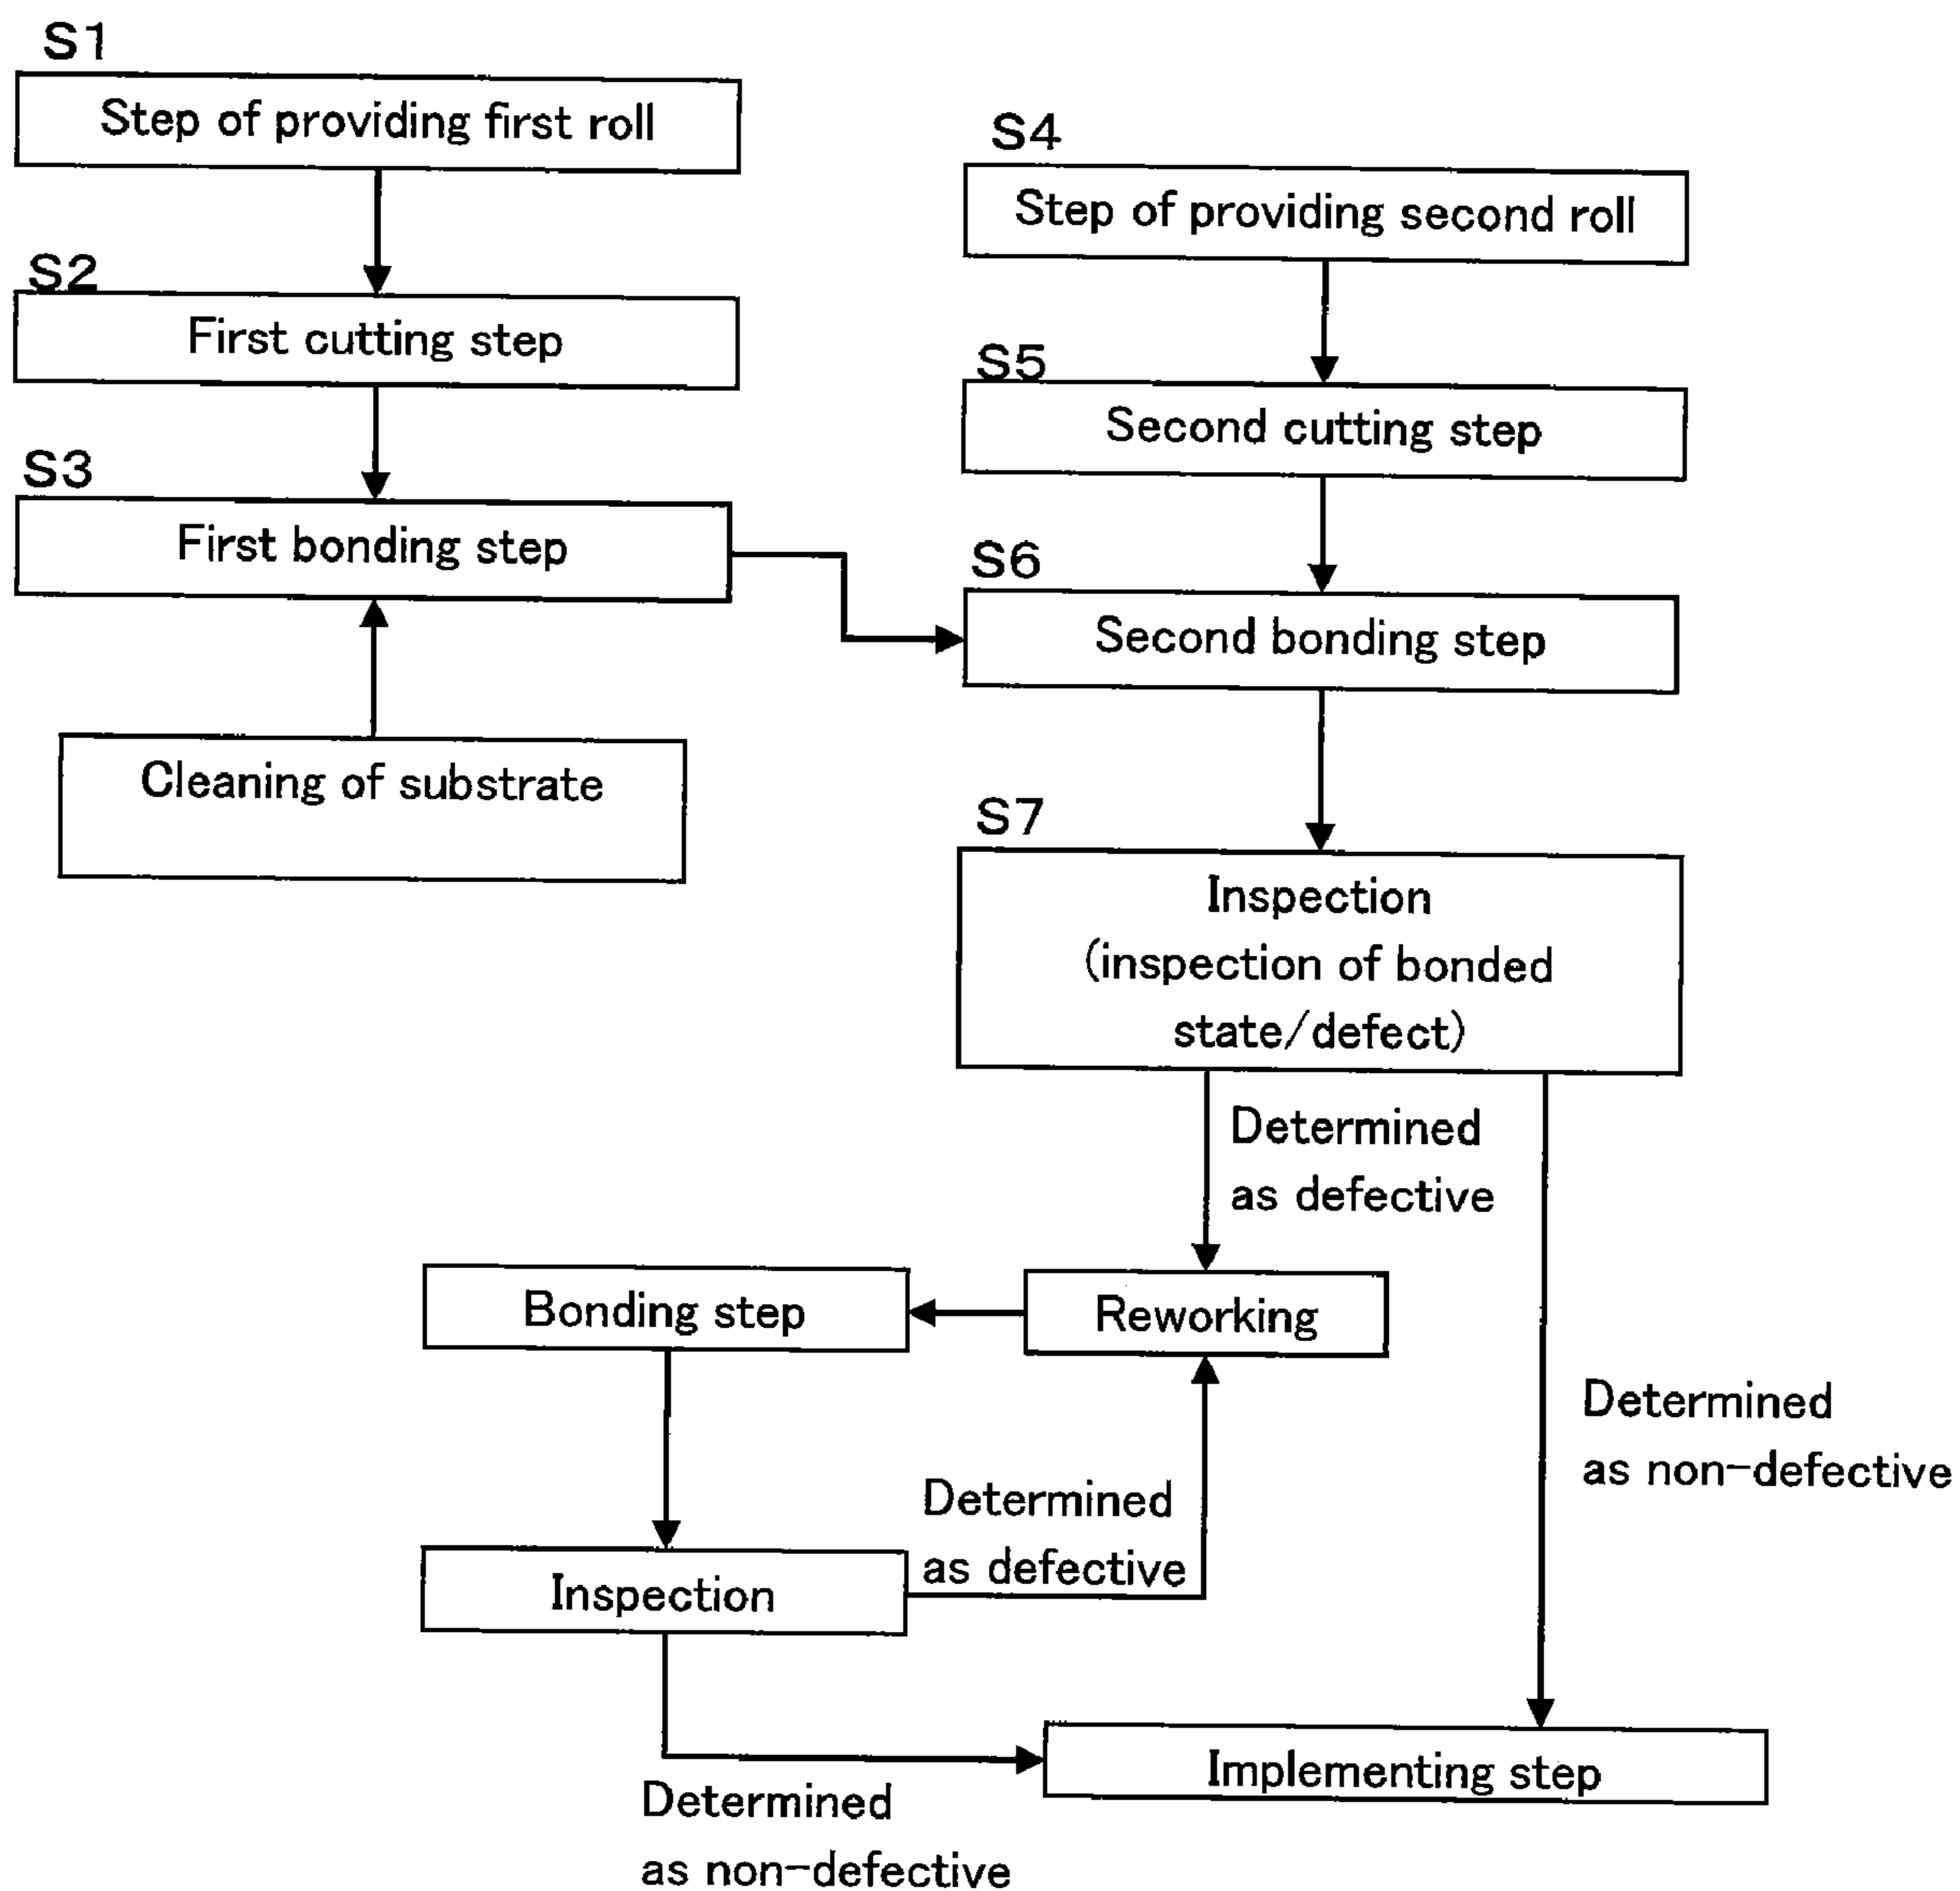 S1
Step of providing first roll
S2
First cutting step
S3
First bonding step
Cleaning of substrate
S4
Step of providing second roll
S5
Second cutting step
S6
Second bonding step
S7
Inspection
(inspection of bonded
state/defect)
Determined
as defective
Reworking
Bonding step
Inspection
Determined
as defective
Determined
as non-defective
Determined
as non-defective
Implementing step